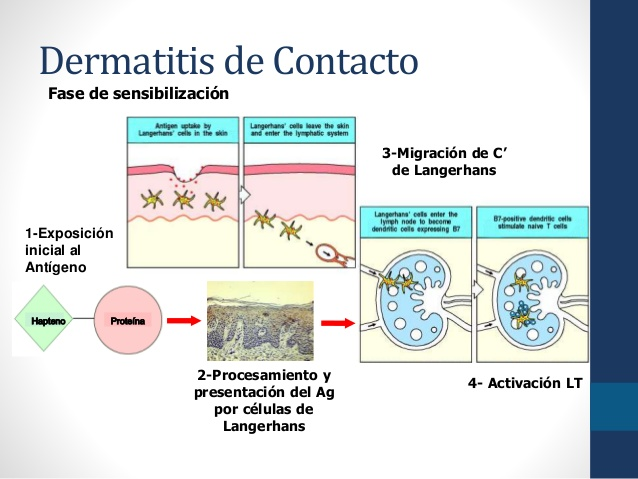 Dermatitis de Contacto
Fase de sensibilización
Antigen uptake by
Langerhans' cells in the skin
Langerhans' cells leave the skin
and enter the lymphatic system
3-Migración de C’
de Langerhans
Langerhans' cells enter the
lymph node to become
dendritic cells expressing B7
B7-positive dendritic cells
stimulate naive T cells
1-Exposición
inicial al
Antígeno
Hapteno
Proteína
2-Procesamiento y
presentación del Ag
por células de
Langerhans
4- Activación LT